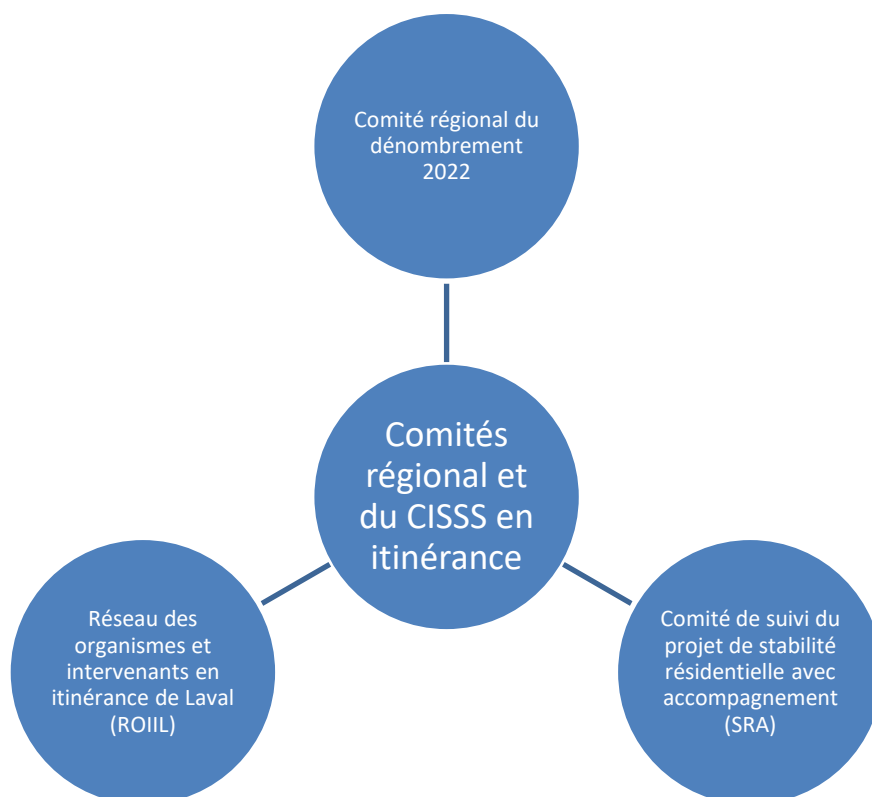 Comité régional du
dénombrement
2022
Comités
régional et
du CISSS en
itinérance
Réseau des
organismes et
intervenants en
itinérance de Laval
(ROIIL)
Comité de suivi du
projet de stabilité
résidentielle avec
accompagnement
(SRA)